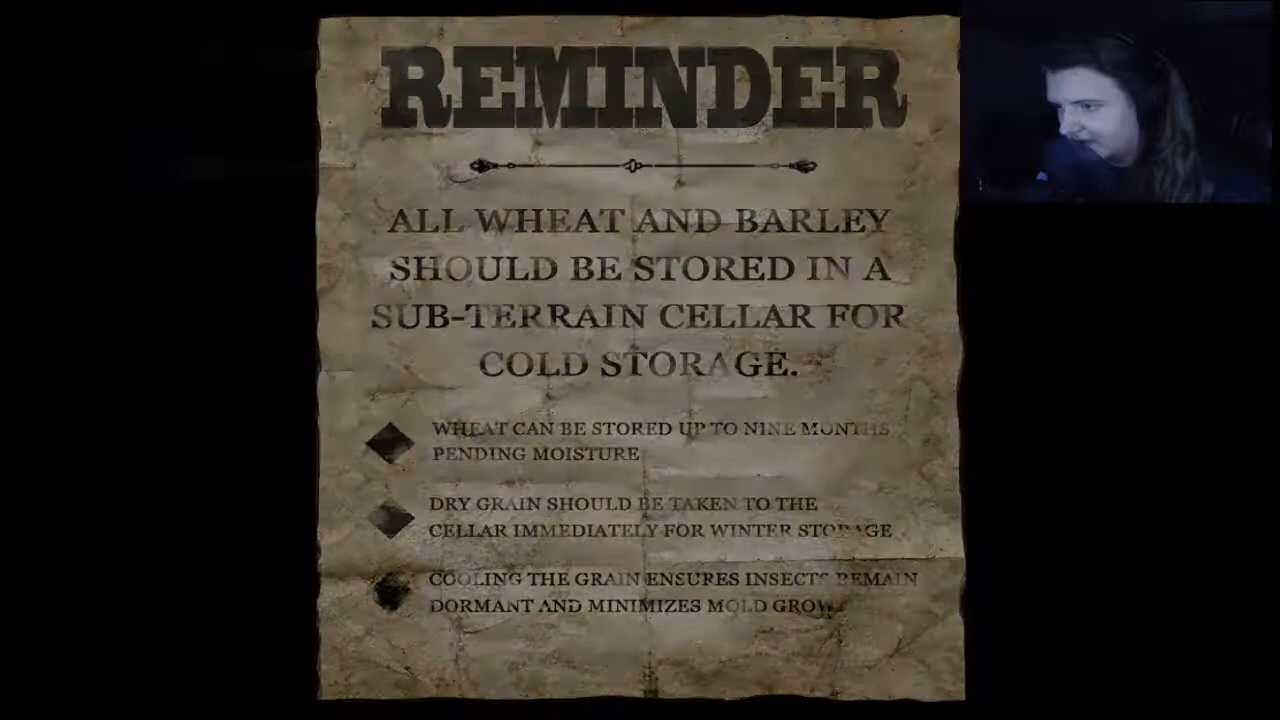 REMINDER
ALL WHEAT AND BARLEY
SHOULD BE STORED IN A
SUB-TERRAIN CELLAR FOR
COLD STORAGE.
WHEAT CAN BE STORED UP TO NINE MONTHS
PENDING MOISTURE
DRY GRAIN SHOULD BE TAKEN TO THE
CELLAR IMMEDIATELY FOR WINTER STORAGE
COOLING THE GRAIN ENSURES INSECTS REMAIN
DORMANT AND MINIMIZES MOLD